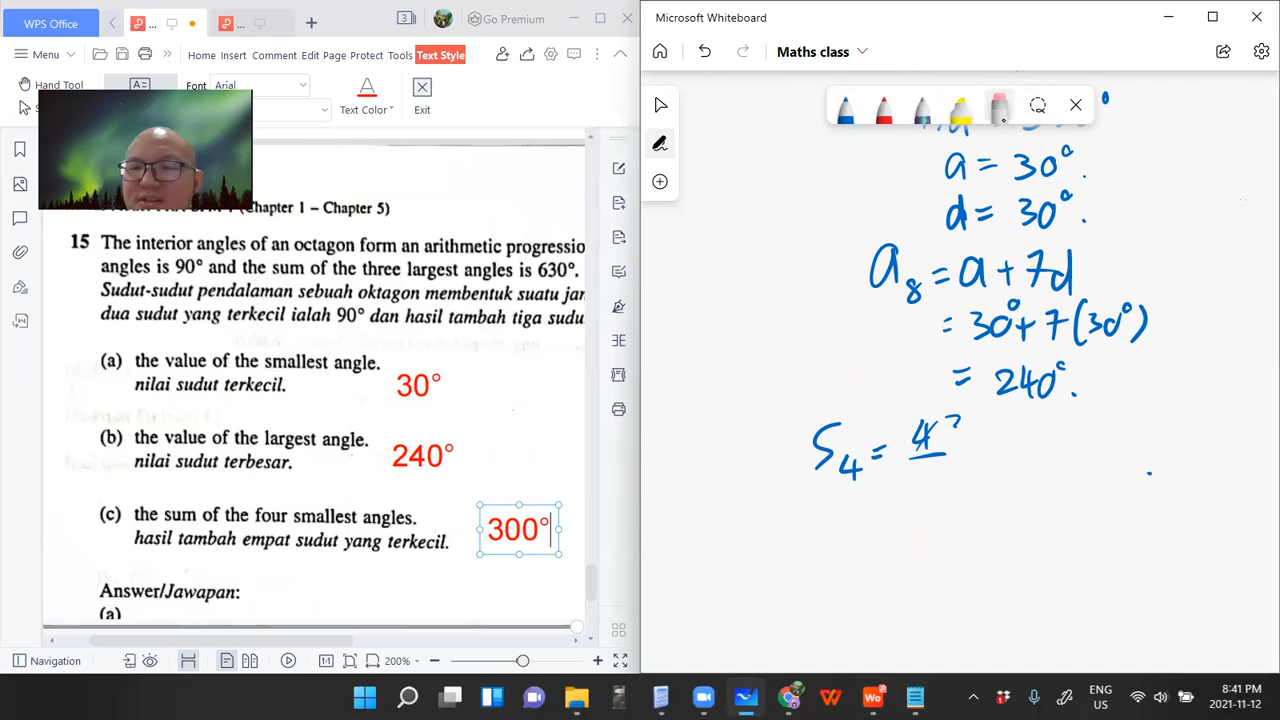 WPS Office
...
...
3
Go Premium
Menu
Home Insert Comment Edit Page Protect Tools Text Style
Hand Tool
Font Arial
Text Color
Exit
(Chapter 1 – Chapter 5)
15 The interior angles of an octagon form an arithmetic progressio
angles is 90° and the sum of the three largest angles is 630°.
Sudut-sudut pendalaman sebuah oktagon membentuk suatu jan
dua sudut yang terkecil ialah 90° dan hasil tambah tiga sudu
(a) the value of the smallest angle.
nilai sudut terkecil.
30°
(b) the value of the largest angle.
nilai sudut terbesar.
240°
(c) the sum of the four smallest angles.
hasil tambah empat sudut yang terkecil.
300°
Answer/Jawapan:
(a)
Navigation
1:1
200%
Microsoft Whiteboard
Maths class
a = 30°.
d = 30°.
a₈ = a + 7d
= 30° + 7(30°)
= 240°.
S₄ = 4
ENG
US
8:41 PM
2021-11-12